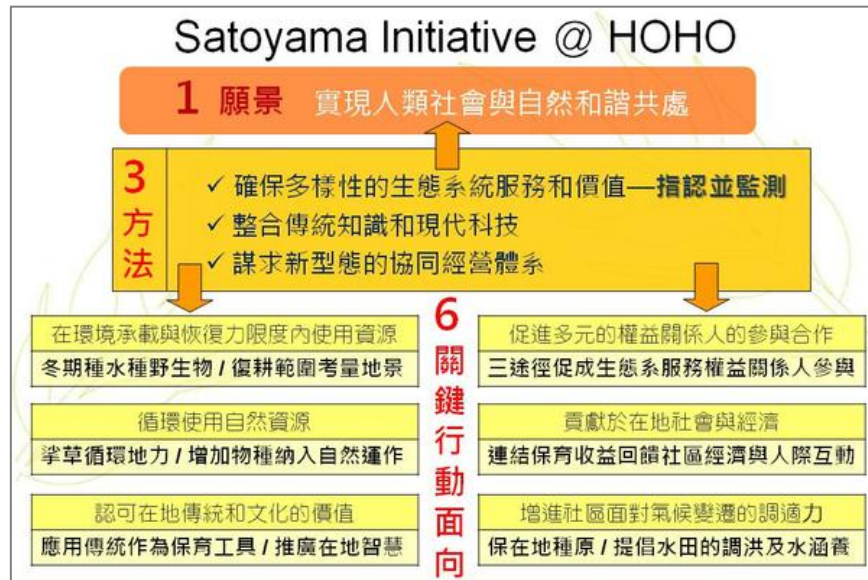 Satoyama Initiative @ HOHO
1 願景 實現人類社會與自然和諧共處
3方法
✓ 確保多樣性的生態系統服務和價值—指認並監測
✓ 整合傳統知識和現代科技
✓ 謀求新型態的協同經營體系
6關鍵行動面向
在環境承載與恢復力限度內使用資源
冬期種水種野生物 / 復耕範圍考量地景
循環使用自然資源
挲草循環地力 / 增加物種納入自然運作
認可在地傳統和文化的價值
應用傳統作為保育工具 / 推廣在地智慧
促進多元的權益關係人的參與合作
三途徑促成生態系服務權益關係人參與
貢獻於在地社會與經濟
連結保育收益回饋社區經濟與人際互動
增進社區面對氣候變遷的調適力
保在地種原 / 提倡水田的調洪及水涵養